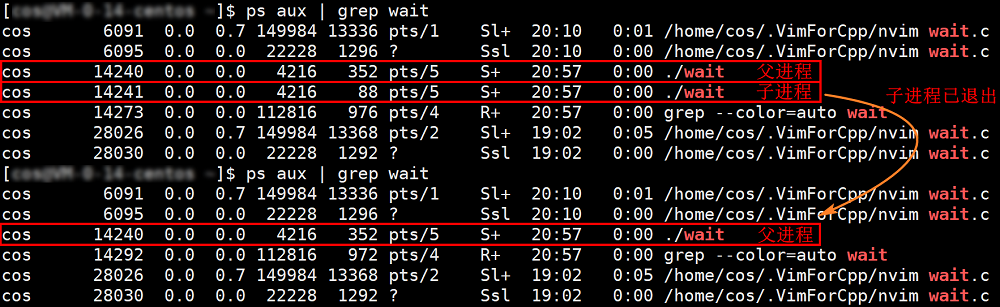 [cos@VM-0-14-centos ~]$ ps aux | grep wait
cos 6091 0.0 0.7 149984 13336 pts/1 Sl+ 20:10 0:01 /home/cos/.VimForCpp/nvim wait.c
cos 6095 0.0 0.0 22228 1296 ? Ssl 20:10 0:00 /home/cos/.VimForCpp/nvim wait.c
cos 14240 0.0 0.0 4216 352 pts/5 S+ 20:57 0:00 ./wait 父进程
cos 14241 0.0 0.0 4216 88 pts/5 S+ 20:57 0:00 ./wait 子进程 子进程已退出
cos 14273 0.0 0.0 112816 976 pts/4 R+ 20:57 0:00 grep --color=auto wait
cos 28026 0.0 0.7 149984 13368 pts/2 Sl+ 19:02 0:05 /home/cos/.VimForCpp/nvim wait.c
cos 28030 0.0 0.0 22228 1292 ? Ssl 19:02 0:00 /home/cos/.VimForCpp/nvim wait.c
[cos@VM-0-14-centos ~]$ ps aux | grep wait
cos 6091 0.0 0.7 149984 13336 pts/1 Sl+ 20:10 0:01 /home/cos/.VimForCpp/nvim wait.c
cos 6095 0.0 0.0 22228 1296 ? Ssl 20:10 0:00 /home/cos/.VimForCpp/nvim wait.c
cos 14240 0.0 0.0 4216 352 pts/5 S+ 20:57 0:00 ./wait 父进程
cos 14292 0.0 0.0 112816 972 pts/4 R+ 20:57 0:00 grep --color=auto wait
cos 28026 0.0 0.7 149984 13368 pts/2 Sl+ 19:02 0:05 /home/cos/.VimForCpp/nvim wait.c
cos 28030 0.0 0.0 22228 1292 ? Ssl 19:02 0:00 /home/cos/.VimForCpp/nvim wait.c